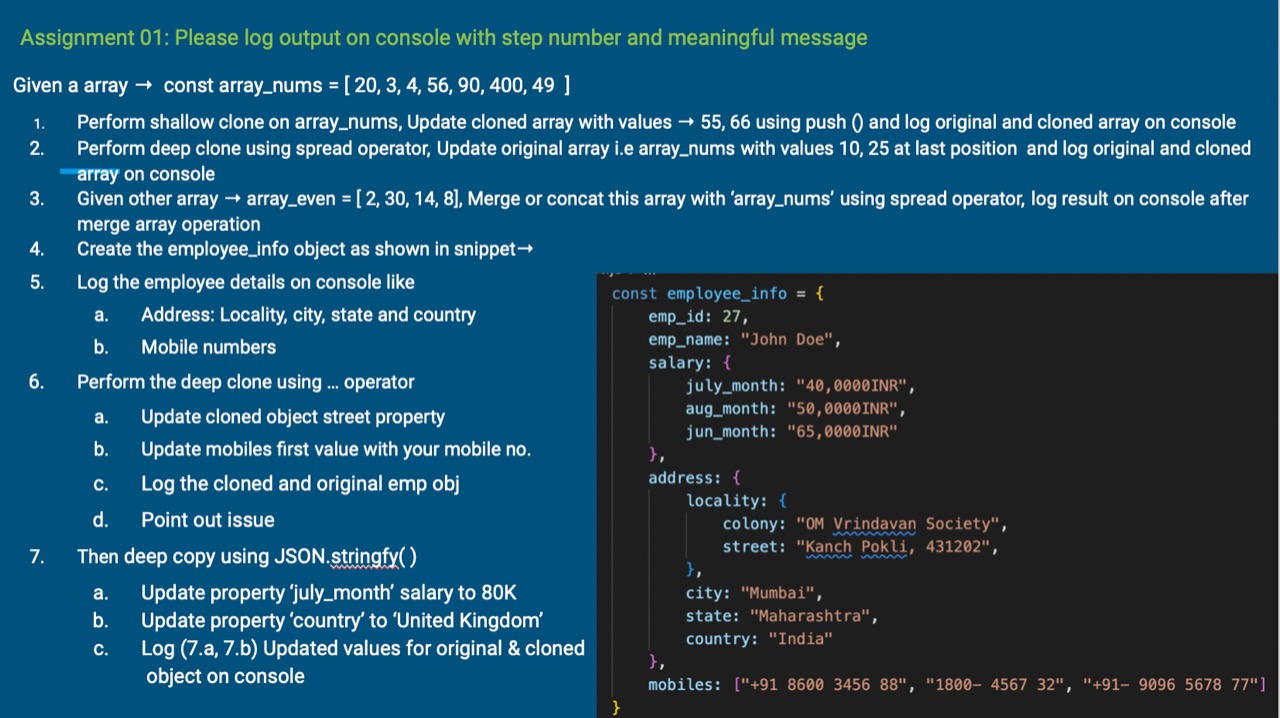 Assignment 01: Please log output on console with step number and meaningful message
Given a array → const array_nums = [ 20, 3, 4, 56, 90, 400, 49 ]
1. Perform shallow clone on array_nums, Update cloned array with values → 55, 66 using push () and log original and cloned array on console
2. Perform deep clone using spread operator, Update original array i.e array_nums with values 10, 25 at last position and log original and cloned
array on console
3. Given other array → array_even = [ 2, 30, 14, 8], Merge or concat this array with ‘array_nums’ using spread operator, log result on console after
merge array operation
4. Create the employee_info object as shown in snippet→
5. Log the employee details on console like
a. Address: Locality, city, state and country
b. Mobile numbers
6. Perform the deep clone using ... operator
a. Update cloned object street property
b. Update mobiles first value with your mobile no.
c. Log the cloned and original emp obj
d. Point out issue
7. Then deep copy using JSON.stringfy( )
a. Update property ‘july_month’ salary to 80K
b. Update property ‘country’ to ‘United Kingdom’
c. Log (7.a, 7.b) Updated values for original & cloned
object on console
const employee_info = {
emp_id: 27,
emp_name: "John Doe",
salary: {
july_month: "40,0000INR",
aug_month: "50,0000INR",
jun_month: "65,0000INR"
},
address: {
locality: {
colony: "OM Vrindavan Society",
street: "Kanch Pokli, 431202",
},
city: "Mumbai",
state: "Maharashtra",
country: "India"
},
mobiles: ["+91 8600 3456 88", "1800– 4567 32", "+91– 9096 5678 77"]
}